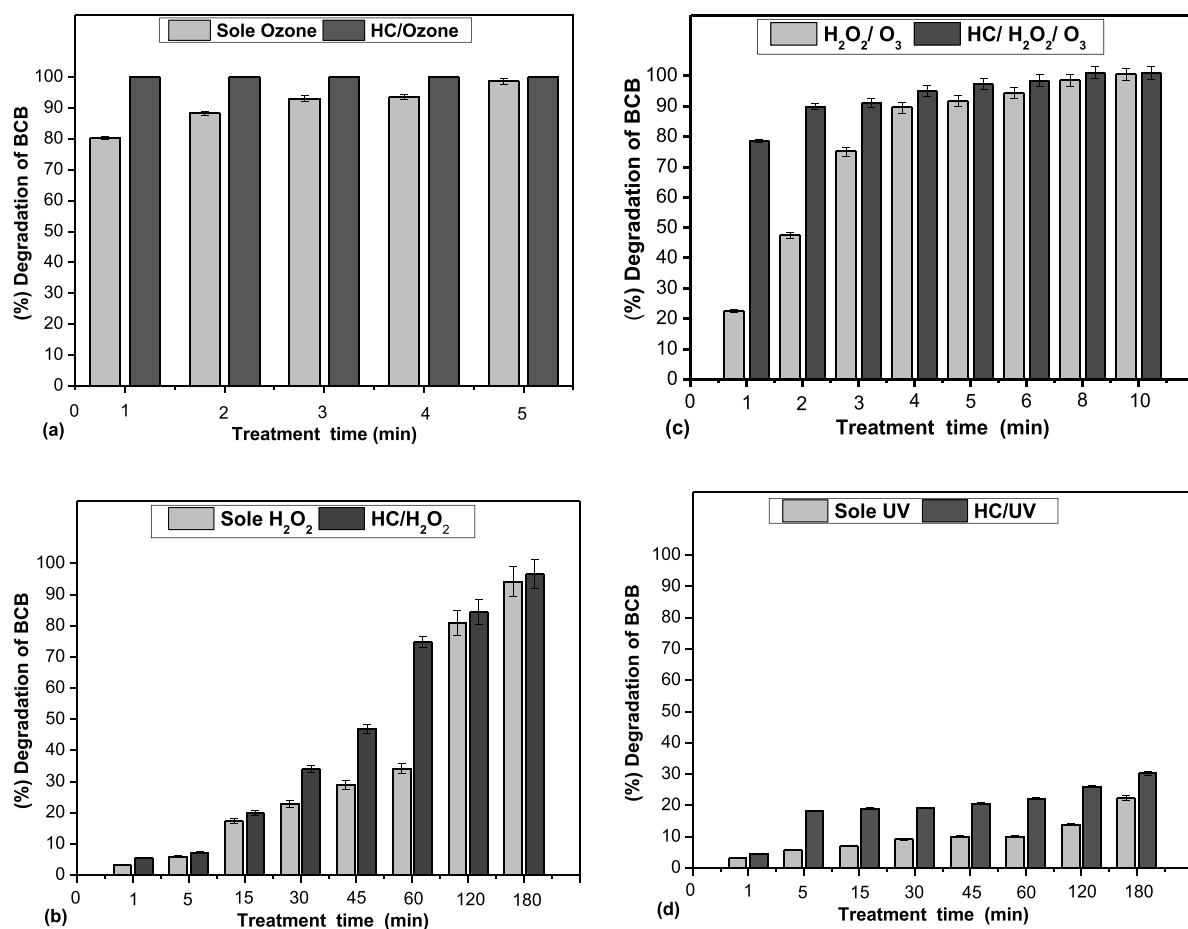 Sole Ozone HC/Ozone
(%) Degradation of BCB
100
90
80
70
60
50
40
30
20
10
0
0 1 2 3 4 5
(a) Treatment time (min)
H₂O₂/ O₃ HC/ H₂O₂/ O₃
(%) Degradation of BCB
100
90
80
70
60
50
40
30
20
10
0
0 1 2 3 4 5 6 8 10
(c) Treatment time (min)
Sole H₂O₂ HC/H₂O₂
(%) Degradation of BCB
100
90
80
70
60
50
40
30
20
10
0
0 1 5 15 30 45 60 120 180
(b) Treatment time (min)
Sole UV HC/UV
(%) Degradation of BCB
100
90
80
70
60
50
40
30
20
10
0
0 1 5 15 30 45 60 120 180
(d) Treatment time (min)